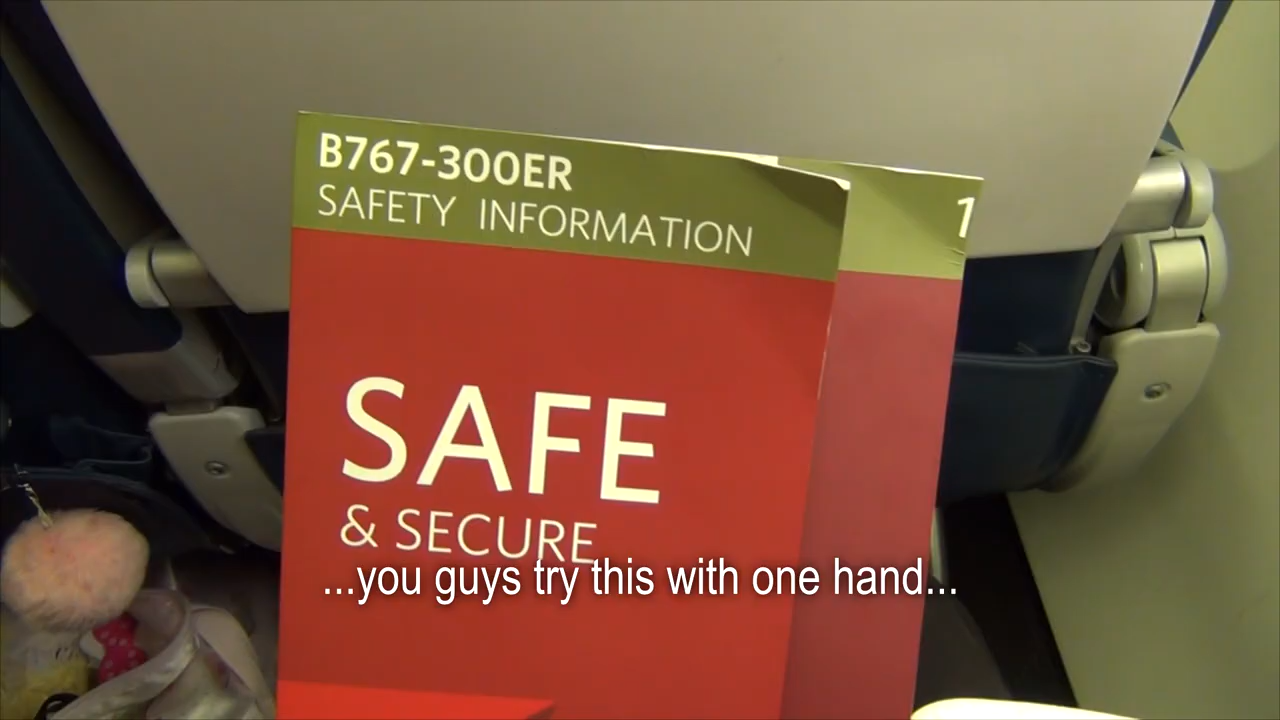 B767-300ER
SAFETY INFORMATION
1
SAFE
& SECURE
...you guys try this with one hand...